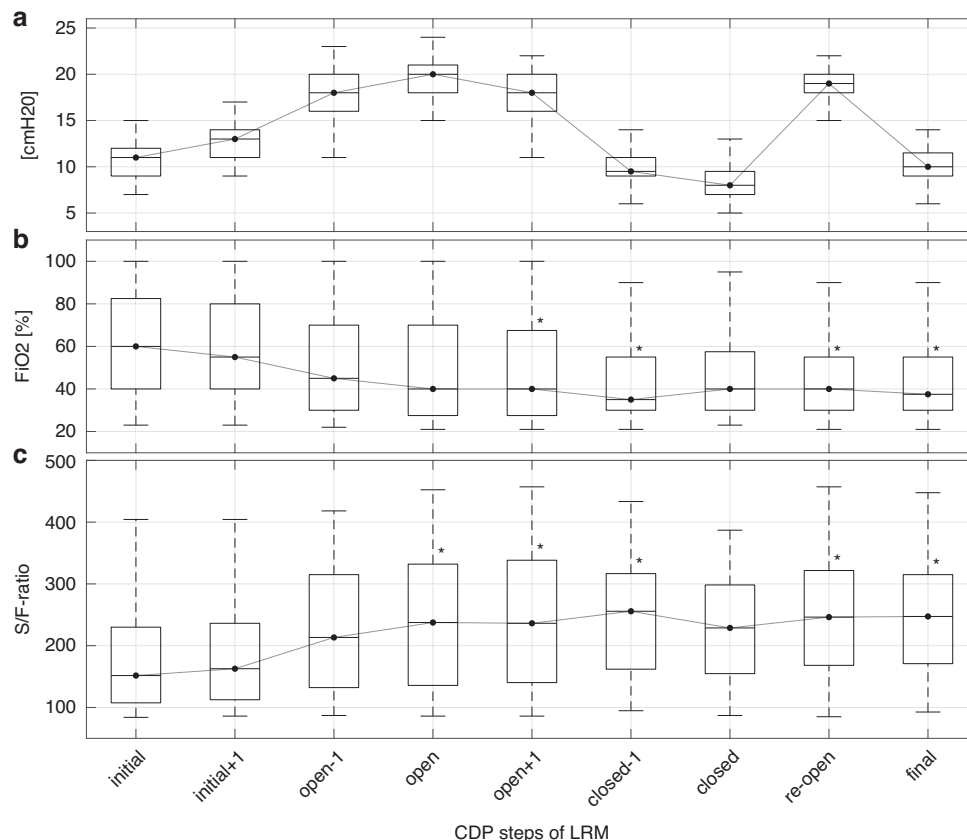 a
25
20
15
10
5
[cmH20]
b
100
80
60
40
20
FiO2 [%]
*
*
*
*
c
500
400
300
200
100
S/F-ratio
*
*
*
*
*
initial
initial+1
open-1
open
open+1
closed-1
closed
re-open
final
CDP steps of LRM